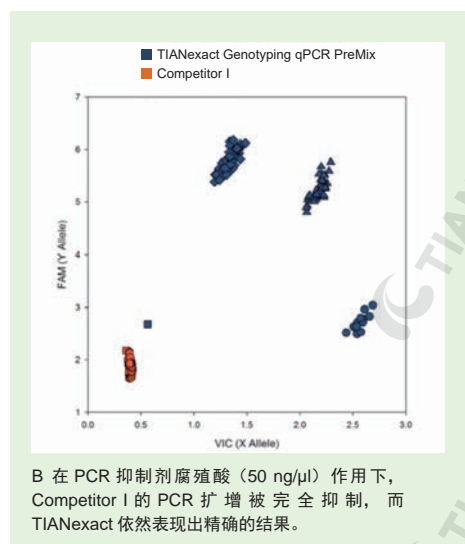 TIANexact Genotyping qPCR PreMix
Competitor I
7
6
5
4
3
2
1
FAM (Y Allele)
0.0 0.5 1.0 1.5 2.0 2.5 3.0
VIC (X Allele)
B 在 PCR 抑制剂腐殖酸（50 ng/μl）作用下，
Competitor I 的 PCR 扩增被完全抑制，而
TIANexact 依然表现出精确的结果。
TIAN